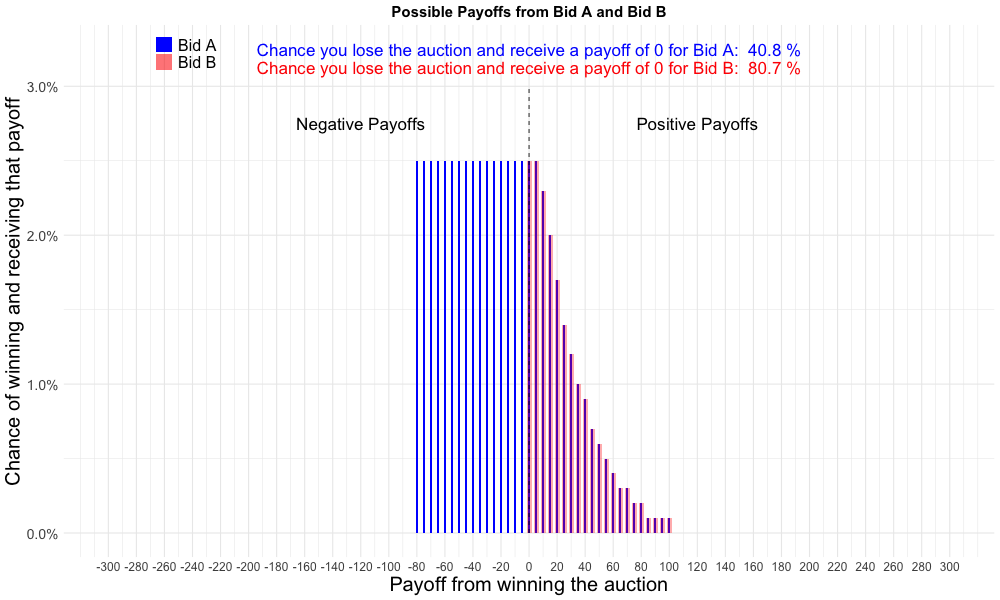 Possible Payoffs from Bid A and Bid B
Bid A
Bid B
Chance you lose the auction and receive a payoff of 0 for Bid A: 40.8 %
Chance you lose the auction and receive a payoff of 0 for Bid B: 80.7 %
Negative Payoffs
Positive Payoffs
Chance of winning and receiving that payoff
3.0%
2.0%
1.0%
0.0%
-300 -280 -260 -240 -220 -200 -180 -160 -140 -120 -100 -80 -60 -40 -20 0 20 40 60 80 100 120 140 160 180 200 220 240 260 280 300
Payoff from winning the auction